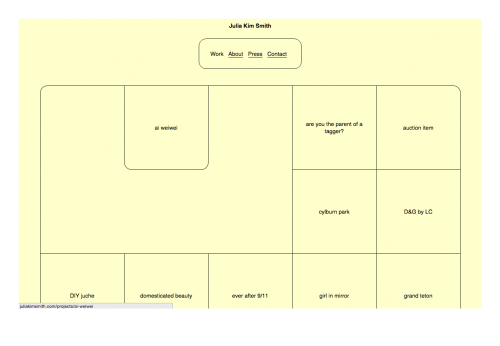 Julia Kim Smith
Work About Press Contact
ai weiwei
are you the parent of a
tagger?
auction item
cylburn park
D&G by LC
DIY juche
domesticated beauty
ever after 9/11
girl in mirror
grand teton
juliakimsmith.com/projects/ai-weiwei